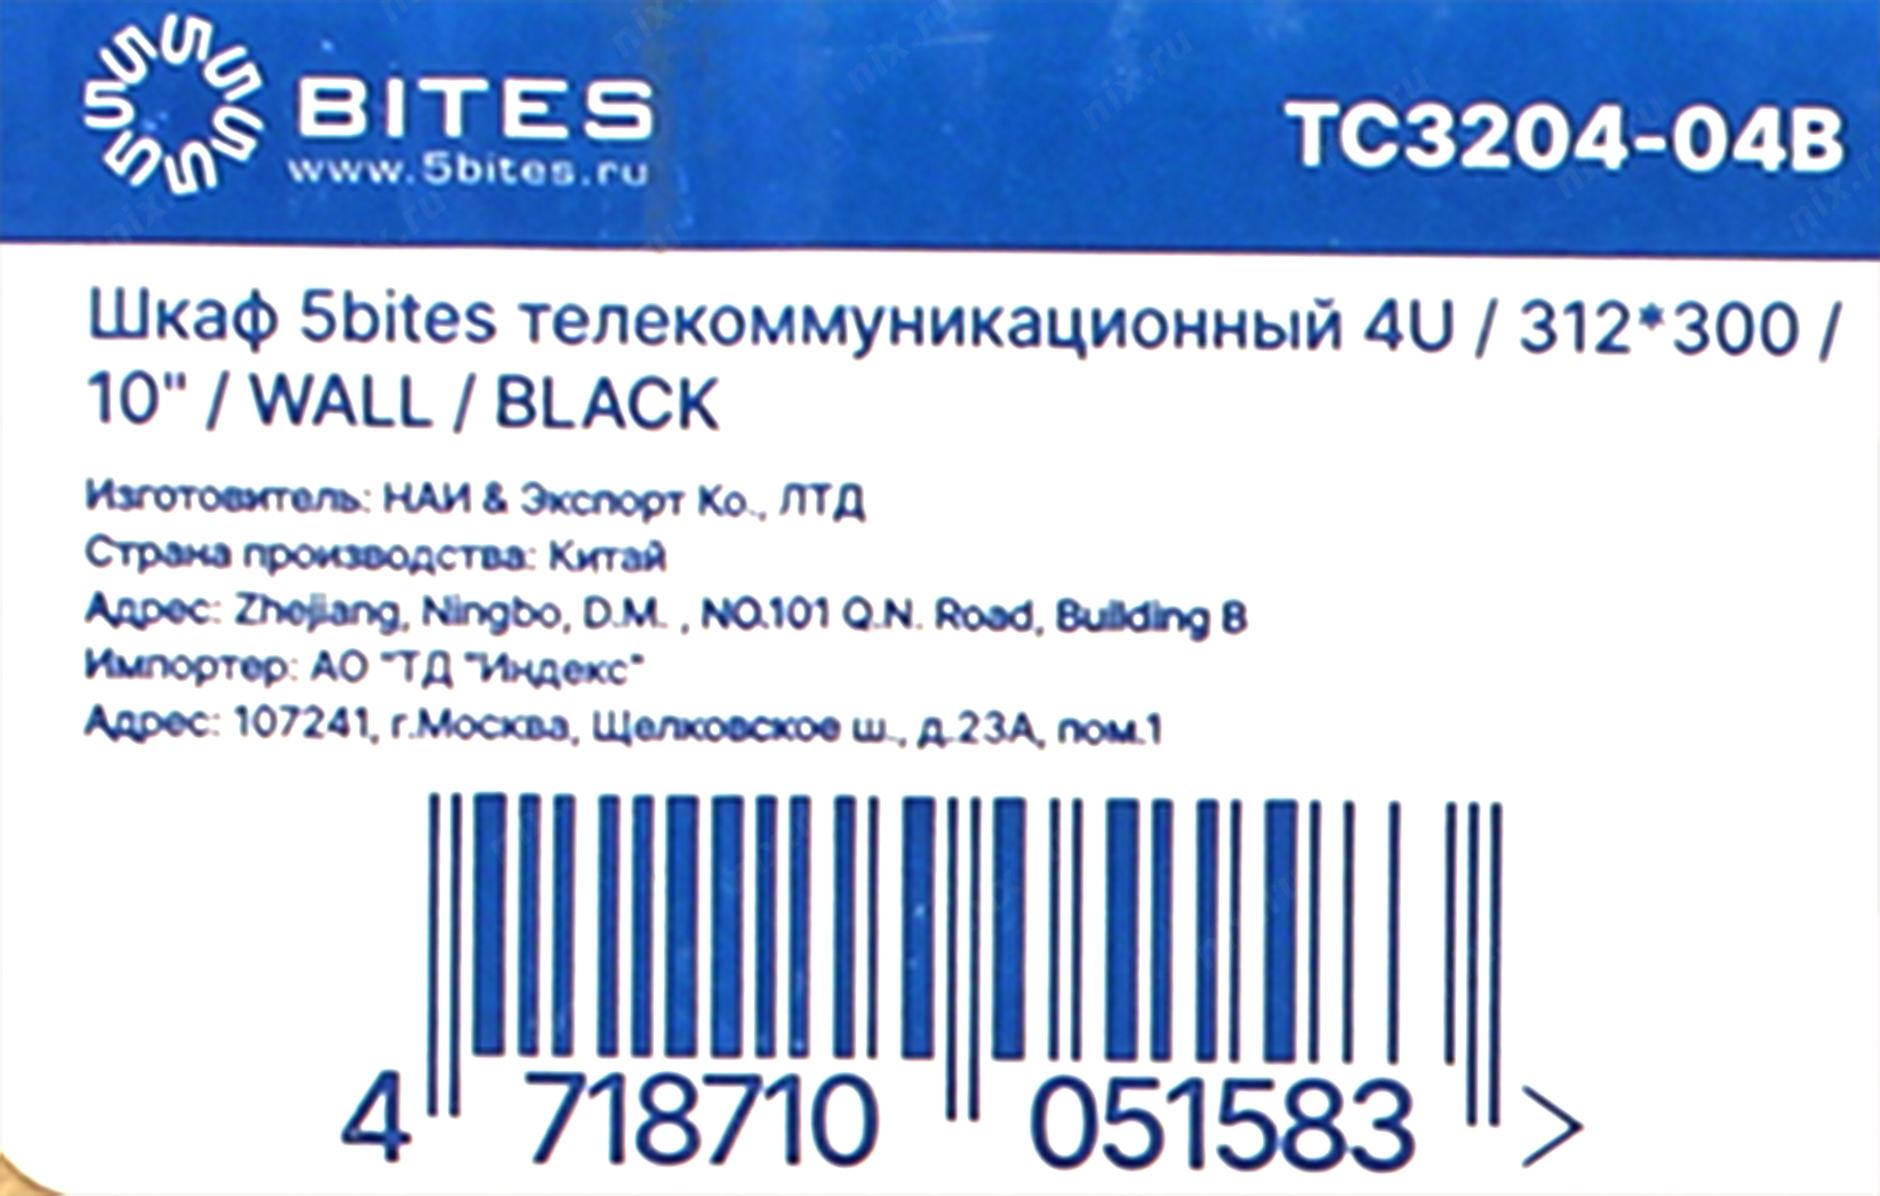 5BITES
www.5bites.ru
TC3204-04B
Шкаф 5bites телекоммуникационный 4U / 312*300 /
10" / WALL / BLACK
Изготовитель: НАИ & Экспорт Ко., ЛТД
Страна производства: Китай
Адрес: Zhejiang, Ningbo, D.M. , NO.101 Q.N. Road, Building B
Импортер: АО "ТД "Индекс"
Адрес: 107241, г.Москва, Щелковское ш., д.23А, пом.1
4 718710 051583 >